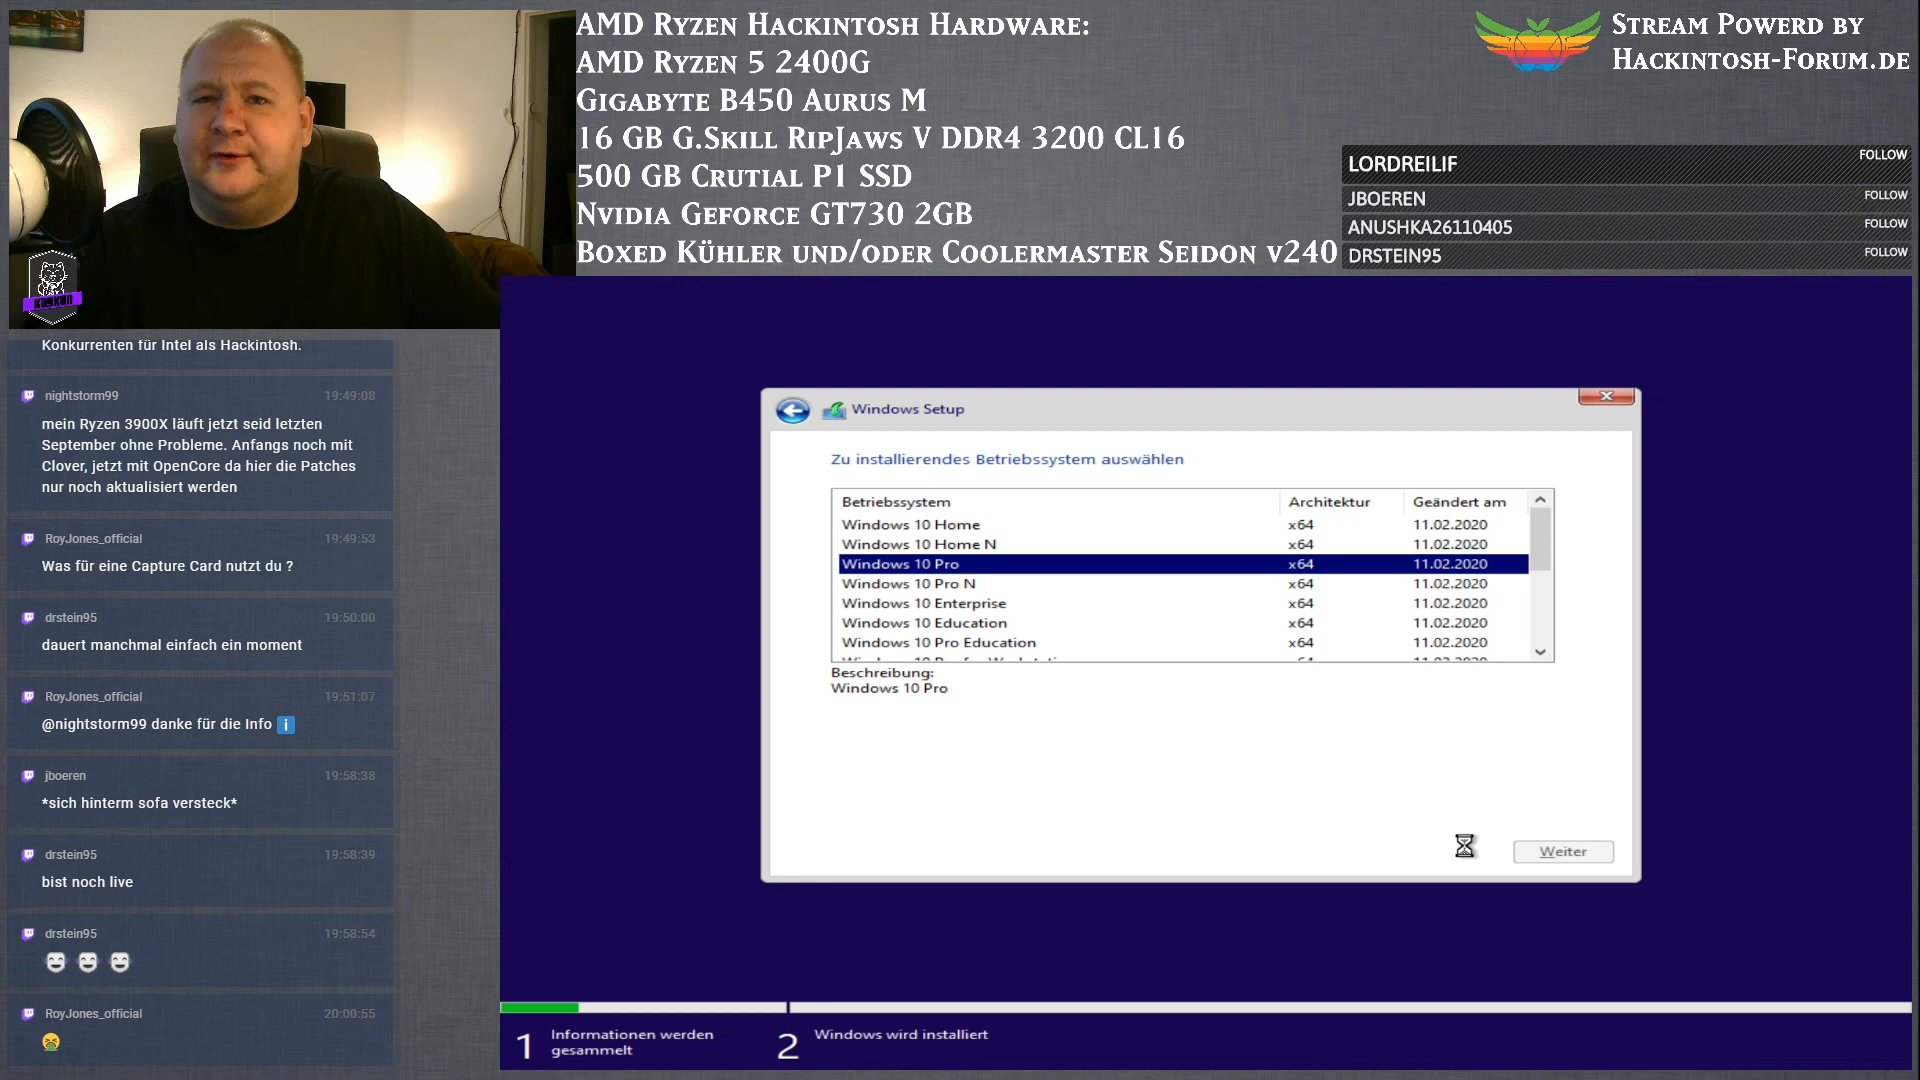 AMD Ryzen Hackintosh Hardware:
AMD Ryzen 5 2400G
Gigabyte B450 Aurus M
16 GB G.Skill RipJaws V DDR4 3200 CL16
500 GB Crutial P1 SSD
Nvidia Geforce GT730 2GB
Boxed Kühler und/oder Coolermaster Seidon v240
Stream Powerd by
Hackintosh-Forum.de
LORDREILIF FOLLOW
JBOEREN FOLLOW
ANUSHKA26110405 FOLLOW
DRSTEIN95 FOLLOW
Konkurrenten für Intel als Hackintosh.
nightstorm99 19:49:08
mein Ryzen 3900X läuft jetzt seid letzten
September ohne Probleme. Anfangs noch mit
Clover, jetzt mit OpenCore da hier die Patches
nur noch aktualisiert werden
RoyJones_official 19:49:53
Was für eine Capture Card nutzt du ?
drstein95 19:50:00
dauert manchmal einfach ein moment
RoyJones_official 19:51:07
@nightstorm99 danke für die Info
jboeren 19:58:38
*sich hinterm sofa versteck*
drstein95 19:58:39
bist noch live
drstein95 19:58:54
RoyJones_official 20:00:55
Windows Setup
Zu installierendes Betriebssystem auswählen
Betriebssystem Architektur Geändert am
Windows 10 Home x64 11.02.2020
Windows 10 Home N x64 11.02.2020
Windows 10 Pro x64 11.02.2020
Windows 10 Pro N x64 11.02.2020
Windows 10 Enterprise x64 11.02.2020
Windows 10 Education x64 11.02.2020
Windows 10 Pro Education x64 11.02.2020
Beschreibung:
Windows 10 Pro
Weiter
1 Informationen werden
gesammelt
2 Windows wird installiert